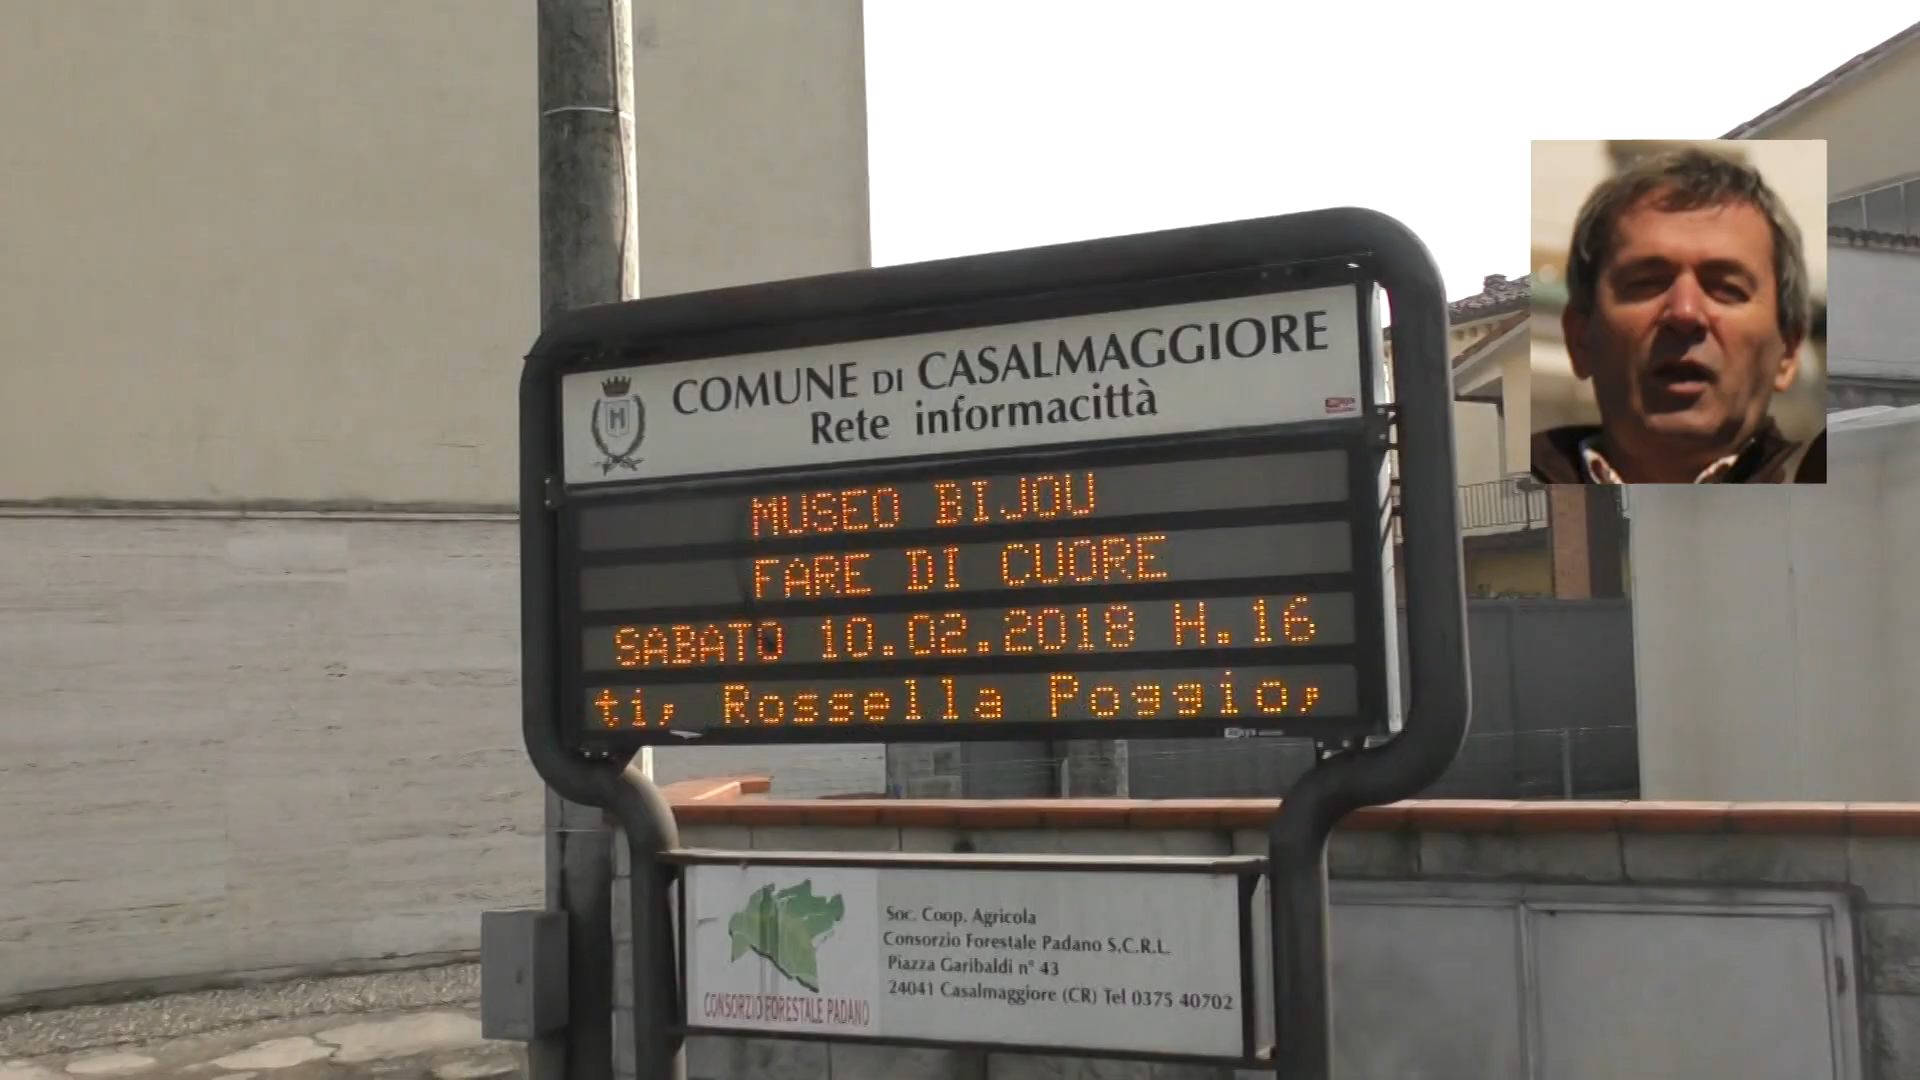 COMUNE DI CASALMAGGIORE
Rete informacittà
MUSEO BIJOU
FARE DI CUORE
SABATO 10.02.2018 H.16
ti, Rossella Poggio,
Soc. Coop. Agricola
Consorzio Forestale Padano S.C.R.L.
Piazza Garibaldi n° 43
24041 Casalmaggiore (CR) Tel 0375 40702
CONSORZIO FORESTALE PADANO